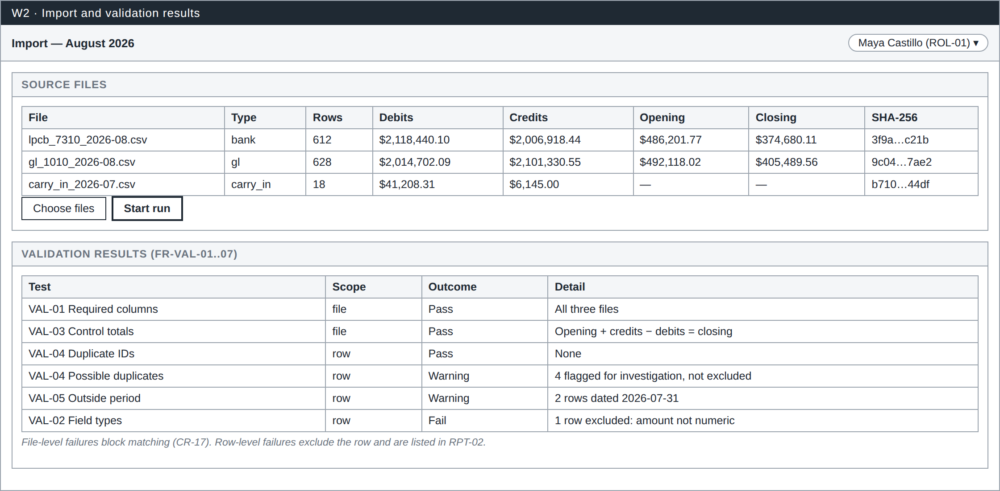 W2 · Import and validation results
Import — August 2026
Maya Castillo (ROL-01) ▾
SOURCE FILES
File Type Rows Debits Credits Opening Closing SHA-256
lpcb_7310_2026-08.csv bank 612 $2,118,440.10 $2,006,918.44 $486,201.77 $374,680.11 3f9a…c21b
gl_1010_2026-08.csv gl 628 $2,014,702.09 $2,101,330.55 $492,118.02 $405,489.56 9c04…7ae2
carry_in_2026-07.csv carry_in 18 $41,208.31 $6,145.00 — — b710…44df
Choose files Start run
VALIDATION RESULTS (FR-VAL-01..07)
Test Scope Outcome Detail
VAL-01 Required columns file Pass All three files
VAL-03 Control totals file Pass Opening + credits − debits = closing
VAL-04 Duplicate IDs row Pass None
VAL-04 Possible duplicates row Warning 4 flagged for investigation, not excluded
VAL-05 Outside period row Warning 2 rows dated 2026-07-31
VAL-02 Field types row Fail 1 row excluded: amount not numeric
File-level failures block matching (CR-17). Row-level failures exclude the row and are listed in RPT-02.